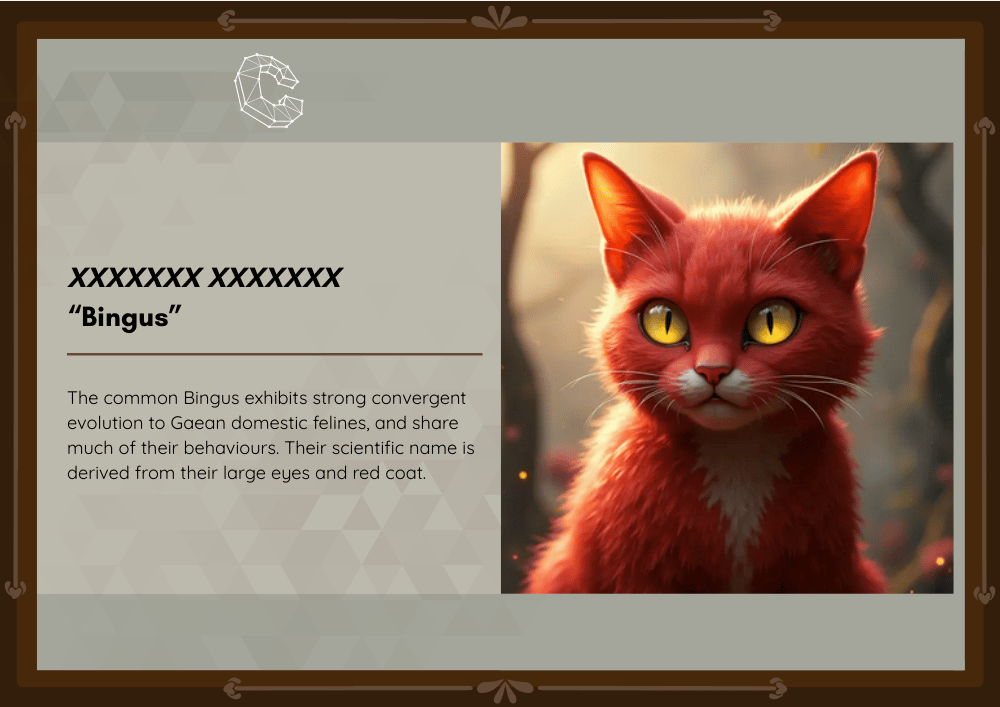 XXXXXXX XXXXXXX
“Bingus”
The common Bingus exhibits strong convergent
evolution to Gaean domestic felines, and share
much of their behaviours. Their scientific name is
derived from their large eyes and red coat.